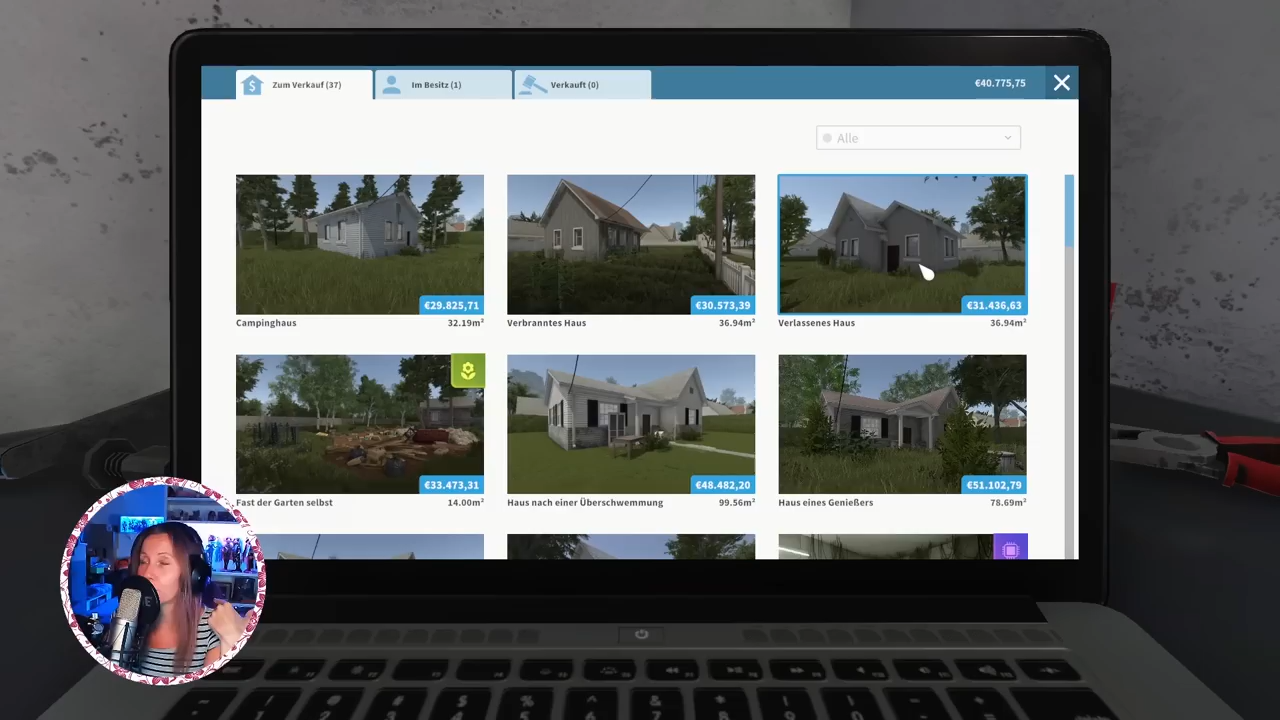 Zum Verkauf (37)
Im Besitz (1)
Verkauft (0)
€40.775,75
Alle
€29.825,71
Campinghaus 32.19m²
€30.573,39
Verbranntes Haus 36.94m²
€31.436,63
Verlassenes Haus 36.94m²
€33.473,31
Fast der Garten selbst 14.00m²
€48.482,20
Haus nach einer Überschwemmung 99.56m²
€51.102,79
Haus eines Genießers 78.69m²